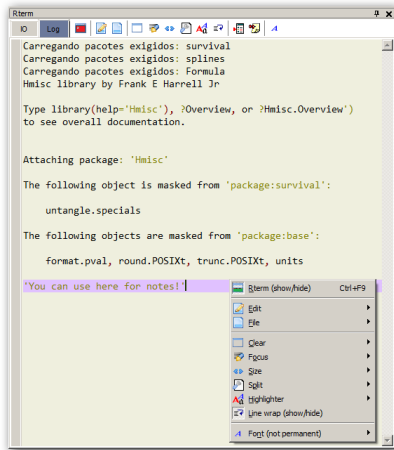 Rterm
IO Log
Carregando pacotes exigidos: survival
Carregando pacotes exigidos: splines
Carregando pacotes exigidos: Formula
Hmisc library by Frank E Harrell Jr
Type library(help='Hmisc'), ?Overview, or ?Hmisc.Overview')
to see overall documentation.
Attaching package: 'Hmisc'
The following object is masked from 'package:survival':
untangle.specials
The following objects are masked from 'package:base':
format.pval, round.POSIXt, trunc.POSIXt, units
'You can use here for notes!'
Rterm (show/hide) Ctrl+F9
Edit
File
Clear
Focus
Size
Split
Highlighter
Line wrap (show/hide)
Font (not permanent)